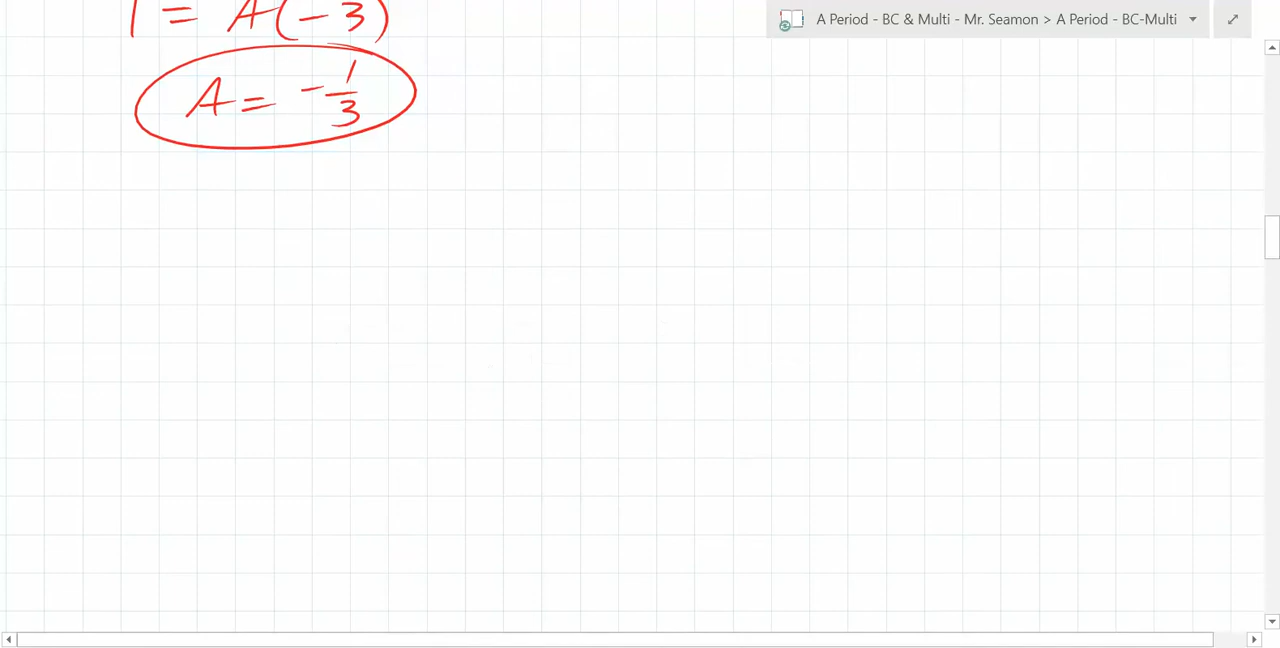 1 = A(-3)
A Period - BC & Multi - Mr. Seamon > A Period - BC-Multi
A = -1/3